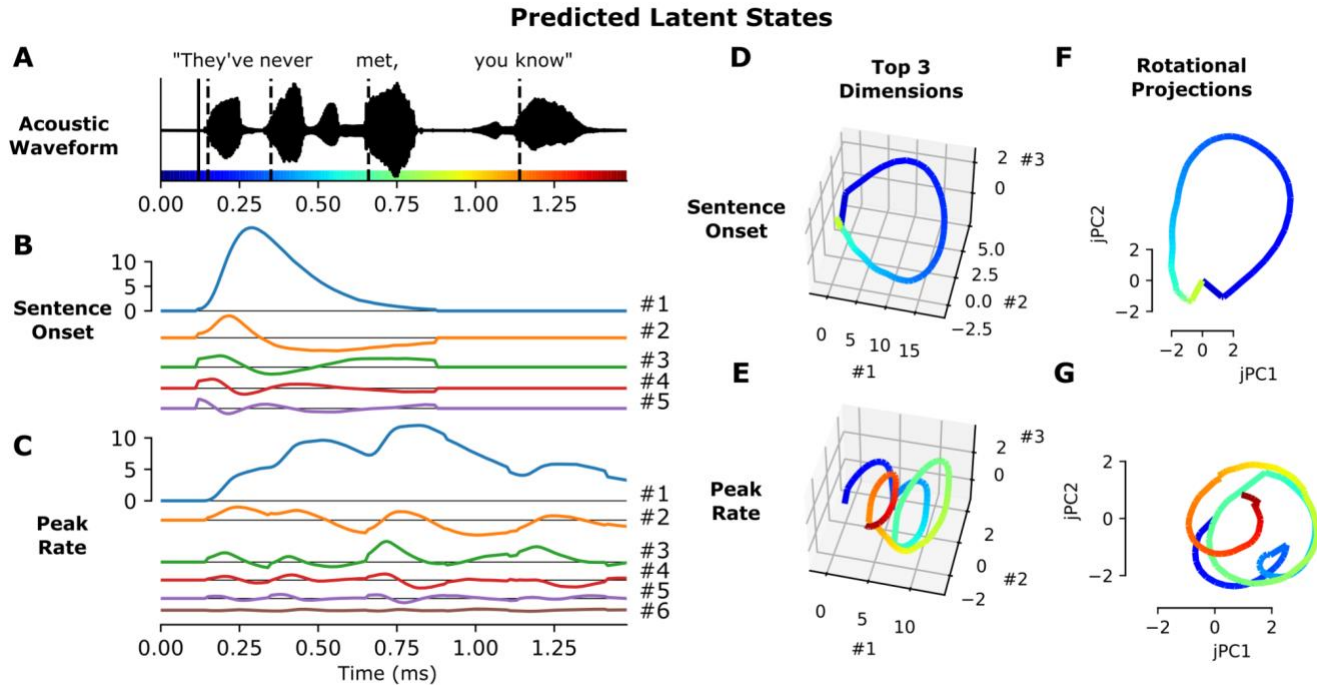 Predicted Latent States
A
"They've never met, you know"
Acoustic
Waveform
0.00 0.25 0.50 0.75 1.00 1.25
B
Sentence
Onset
10
5
0
#1
#2
#3
#4
#5
C
Peak
Rate
10
5
0
#1
#2
#3
#4
#5
#6
0.00 0.25 0.50 0.75 1.00 1.25
Time (ms)
D
Top 3
Dimensions
Sentence
Onset
2 #3
0
5.0
2.5
0.0 #2
−2.5
0 5 10 15
#1
E
Peak
Rate
2 #3
0
2
0 #2
−2
0 5 10
#1
F
Rotational
Projections
jPC2
2
0
−2
−2 0 2
jPC1
G
jPC2
2
0
−2
−2 0 2
jPC1